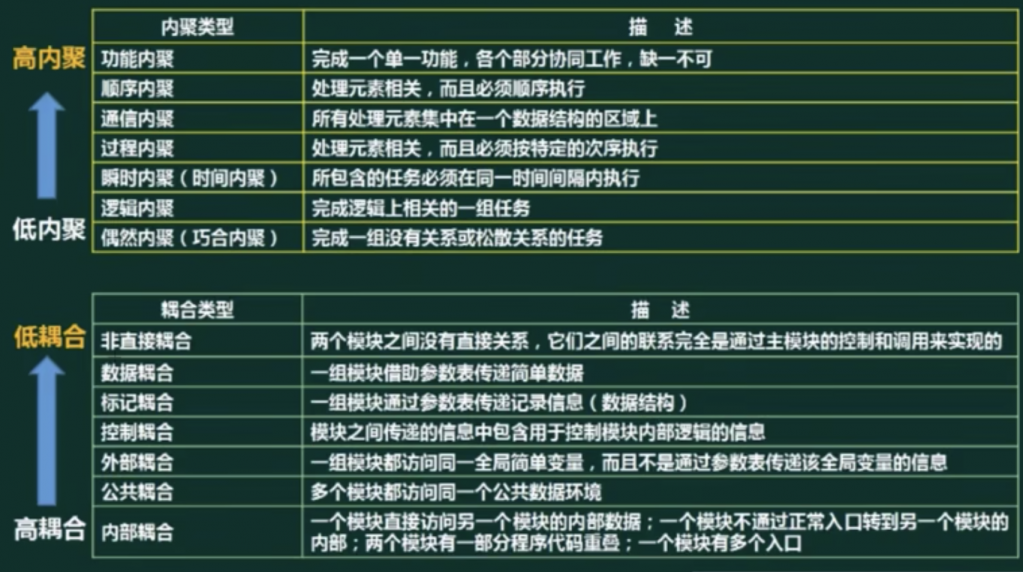 内聚类型 描 述
高内聚
功能内聚 完成一个单一功能，各个部分协同工作，缺一不可
顺序内聚 处理元素相关，而且必须顺序执行
通信内聚 所有处理元素集中在一个数据结构的区域上
过程内聚 处理元素相关，而且必须按特定的次序执行
瞬时内聚（时间内聚） 所包含的任务必须在同一时间间隔内执行
逻辑内聚 完成逻辑上相关的一组任务
低内聚
偶然内聚（巧合内聚） 完成一组没有关系或松散关系的任务
耦合类型 描 述
低耦合
非直接耦合 两个模块之间没有直接关系，它们之间的联系完全是通过主模块的控制和调用来实现的
数据耦合 一组模块借助参数表传递简单数据
标记耦合 一组模块通过参数表传递记录信息（数据结构）
控制耦合 模块之间传递的信息中包含用于控制模块内部逻辑的信息
外部耦合 一组模块都访问同一全局简单变量，而且不是通过参数表传递该全局变量的信息
公共耦合 多个模块都访问同一个公共数据环境
高耦合
内部耦合 一个模块直接访问另一个模块的内部数据；一个模块不通过正常入口转到另一个模块的
内部；两个模块有一部分程序代码重叠；一个模块有多个入口